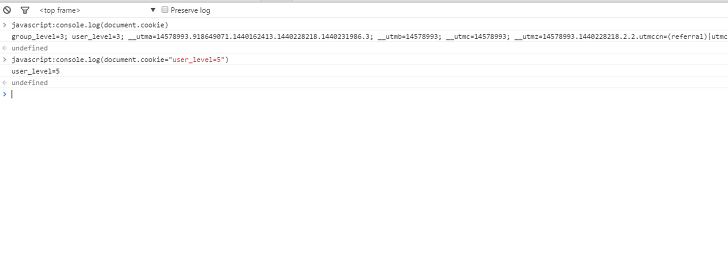 <top frame> ▼ Preserve log
> javascript:console.log(document.cookie)
group_level=3; user_level=3; __utma=14578993.918649071.1440162413.1440228218.1440231986.3; __utmb=14578993; __utmc=14578993; __utmz=14578993.1440228218.2.2.utmccn=(referral)|utmc
< undefined
> javascript:console.log(document.cookie="user_level=5")
user_level=5
< undefined
>